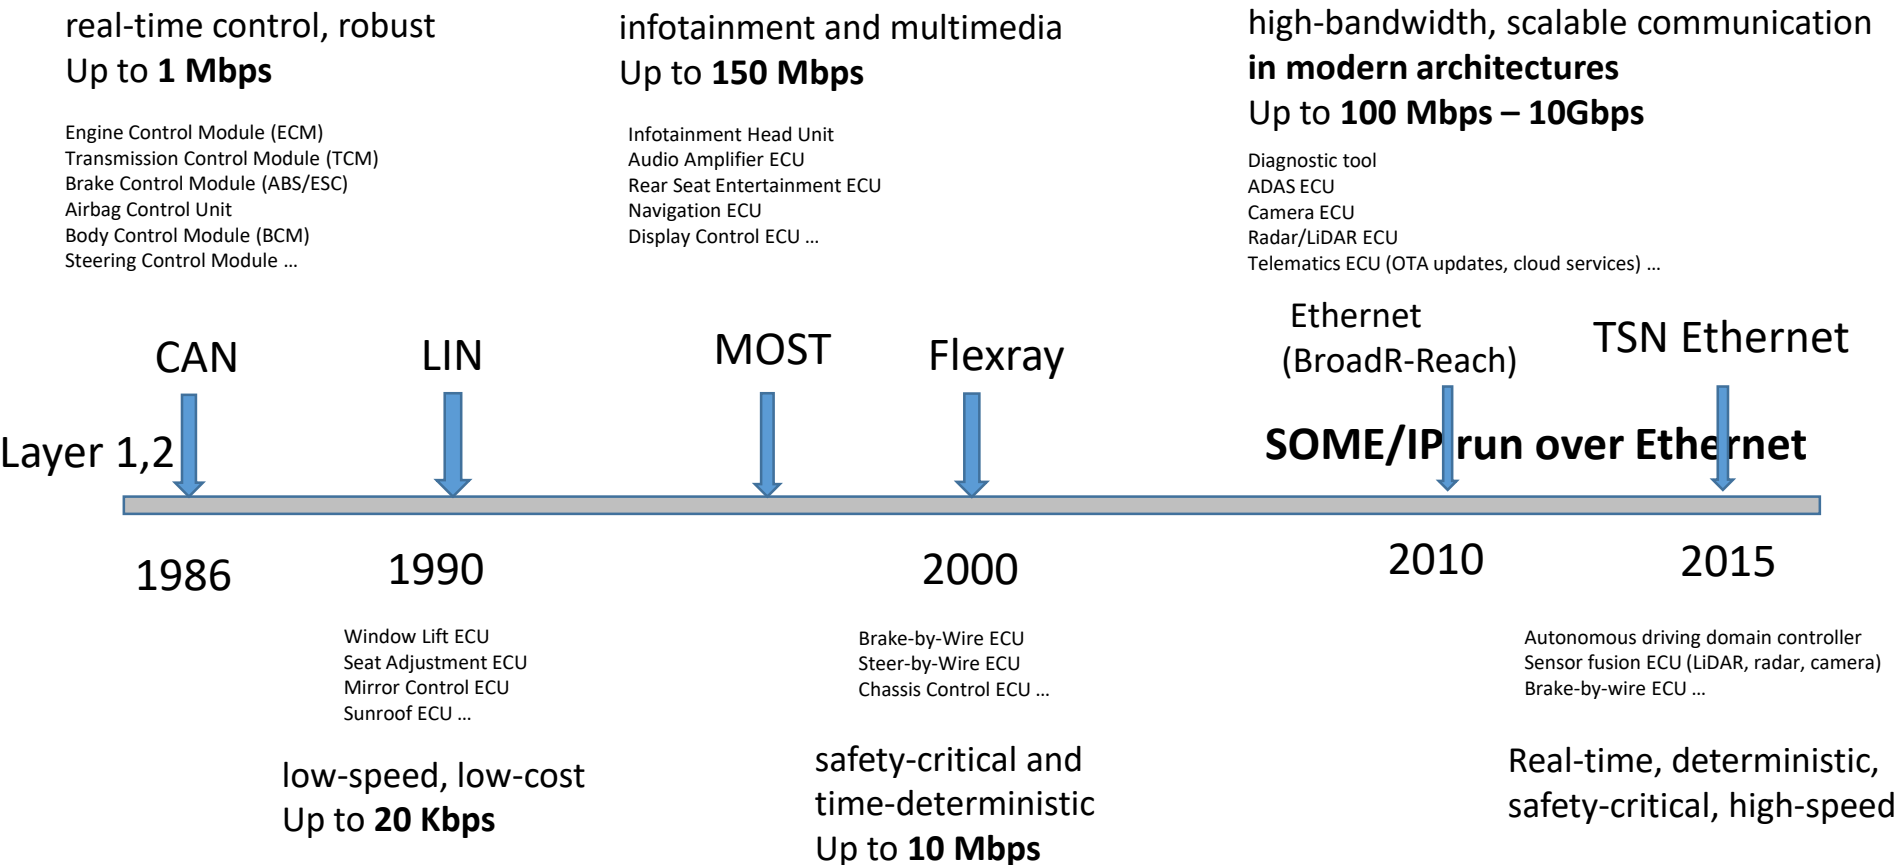 real-time control, robust
Up to 1 Mbps
Engine Control Module (ECM)
Transmission Control Module (TCM)
Brake Control Module (ABS/ESC)
Airbag Control Unit
Body Control Module (BCM)
Steering Control Module ...
infotainment and multimedia
Up to 150 Mbps
Infotainment Head Unit
Audio Amplifier ECU
Rear Seat Entertainment ECU
Navigation ECU
Display Control ECU ...
high-bandwidth, scalable communication
in modern architectures
Up to 100 Mbps – 10Gbps
Diagnostic tool
ADAS ECU
Camera ECU
Radar/LiDAR ECU
Telematics ECU (OTA updates, cloud services) ...
CAN
LIN
MOST
Flexray
Ethernet
(BroadR-Reach)
TSN Ethernet
Layer 1,2
SOME/IP run over Ethernet
1986
1990
2000
2010
2015
Window Lift ECU
Seat Adjustment ECU
Mirror Control ECU
Sunroof ECU ...
low-speed, low-cost
Up to 20 Kbps
Brake-by-Wire ECU
Steer-by-Wire ECU
Chassis Control ECU ...
safety-critical and
time-deterministic
Up to 10 Mbps
Autonomous driving domain controller
Sensor fusion ECU (LiDAR, radar, camera)
Brake-by-wire ECU ...
Real-time, deterministic,
safety-critical, high-speed